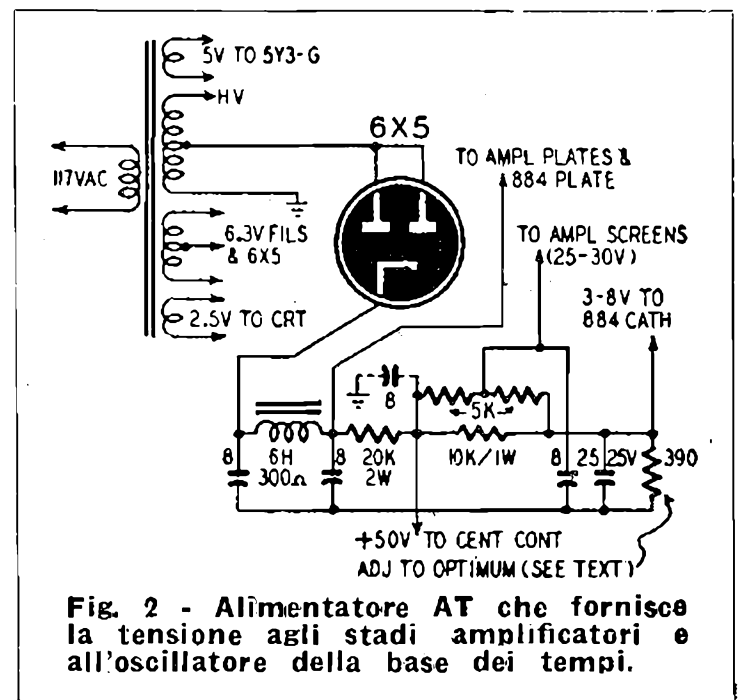 5V TO 5Y3-G
HV
6X5
117VAC
TO AMPL PLATES &
884 PLATE
6.3V FILS
& 6X5
TO AMPL SCREENS
(25-30V)
2.5V TO CRT
3-8V TO
884 CATH
8
5K
8
6H
300Ω
8
20K
2W
10K/1W
8
25
25V
390
+50V TO CENT CONT
ADJ TO OPTIMUM (SEE TEXT)
Fig. 2 - Alimentatore AT che fornisce
la tensione agli stadi amplificatori e
all'oscillatore della base dei tempi.